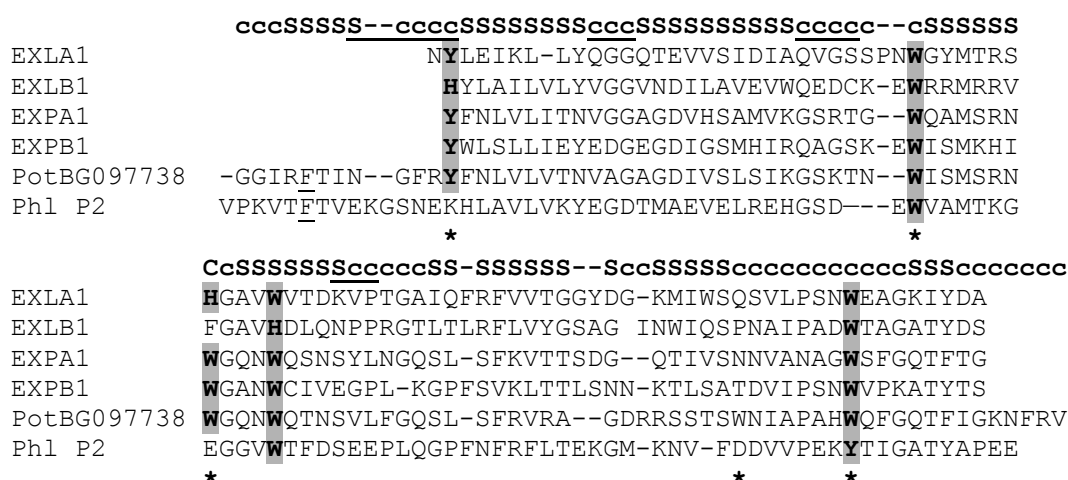 cccSSSSS--ccccSSSSSSSScccSSSSSSSSSSccccc--cSSSSSS
EXLA1 NYLEIKL-LYQGGQTEVVSIDIAQVGSSPNWGYMTRS
EXLB1 HYLAILVLYVGGVNDILAVEVWQEDCK-EWRRMRRV
EXPA1 YFNLVLITNVGGAGDVHSAMVKGSRTG--WQAMSRN
EXPB1 YWLSLLIEYEDGEGDIGSMHIRQAGSK-EWISMKHI
PotBG097738 -GGIRFTIN--GFRYFNLVLVTNVAGAGDIVSLSIKGSKTN--WISMSRN
Phl P2 VPKVTFTVEKGSNEKHLAVLVKYEGDTMAEVELREHGSD—--EWVAMTKG
* *
CcSSSSSSScccccSS-SSSSSS--SccSSSSScccccccccccSSSccccccc
EXLA1 HGAVWVTDKVPTGAIQFRFVVTGGYDG-KMIWSQSVLPSNWEAGKIYDA
EXLB1 FGAVHDLQNPPRGTLTLRFLVYGSAG INWIQSPNAIPADWTAGATYDS
EXPA1 WGQNWQSNSYLNGQSL-SFKVTTSDG--QTIVSNNVANAGWSFGQTFTG
EXPB1 WGANWCIVEGPL-KGPFSVKLTTLSNN-KTLSATDVIPSNWVPKATYTS
PotBG097738 WGQNWQTNSVLFGQSL-SFRVRA--GDRRSSTSWNIAPAHWQFGQTFIGKNFRV
Phl P2 EGGVWTFDSEEPLQGPFNFRFLTEKGM-KNV-FDDVVPEKYTIGATYAPEE
* * *